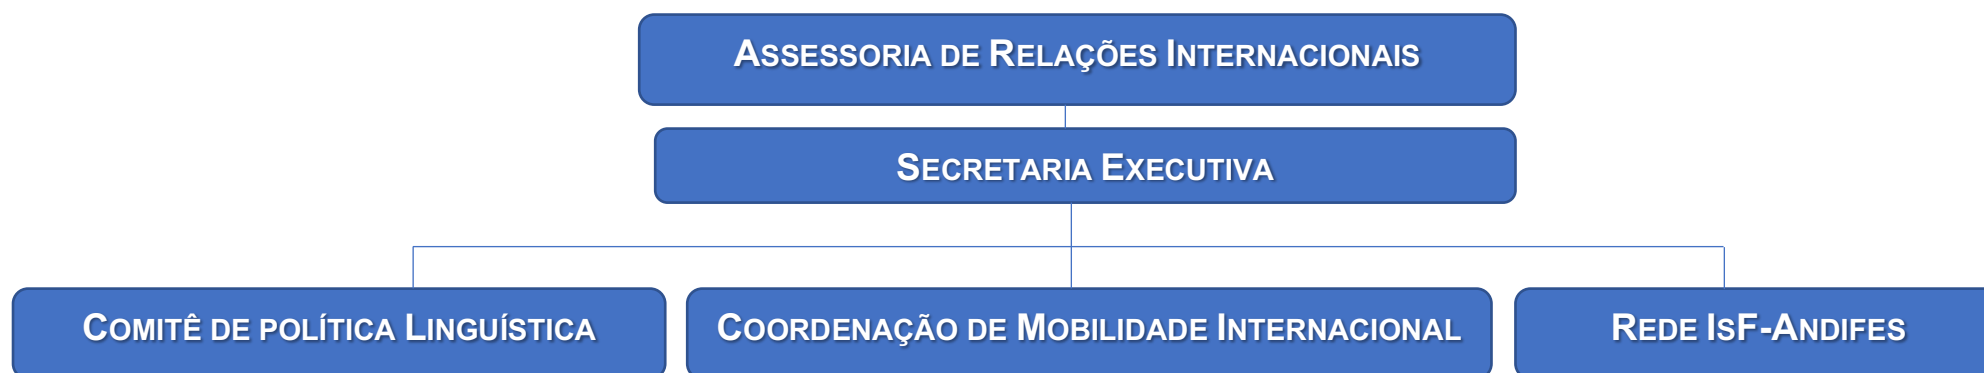 Assessoria de Relações Internacionais
Secretaria Executiva
Comitê de política Linguística
Coordenação de Mobilidade Internacional
Rede IsF-Andifes